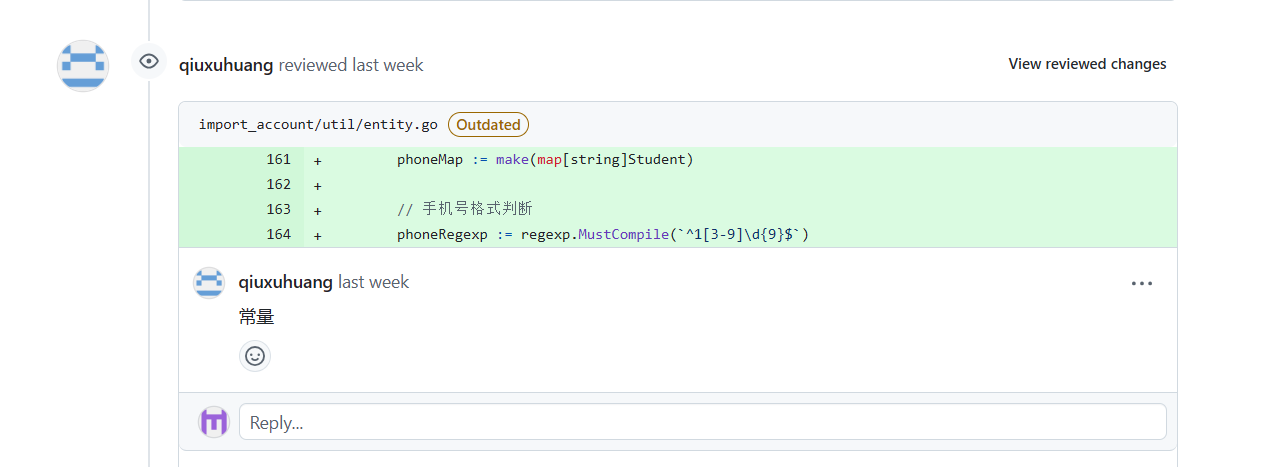 qiuxuhuang reviewed last week
View reviewed changes
import_account/util/entity.go Outdated
161 + phoneMap := make(map[string]Student)
162 +
163 + // 手机号格式判断
164 + phoneRegexp := regexp.MustCompile(`^1[3-9]\d{9}$`)
qiuxuhuang last week
常量
Reply...